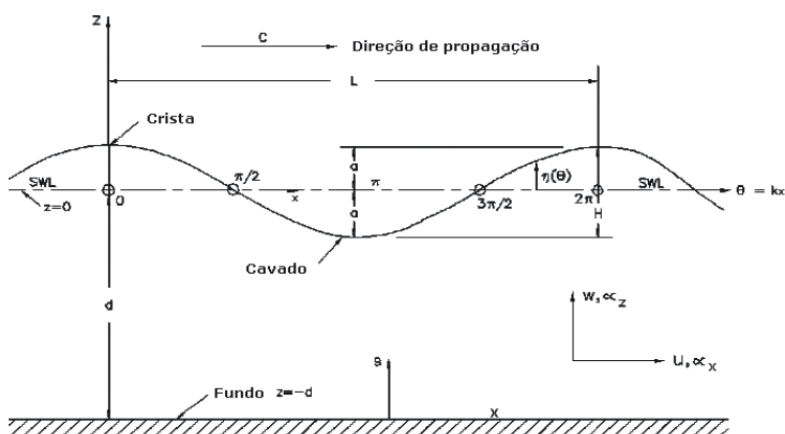 z
C
Direção de propagação
L
Crista
a
SWL
π/2
π
η(θ)
SWL
x
z=0
0
a
3π/2
2π
θ = kx
H
Cavado
d
w,∝z
s
u,∝x
Fundo z=-d
x